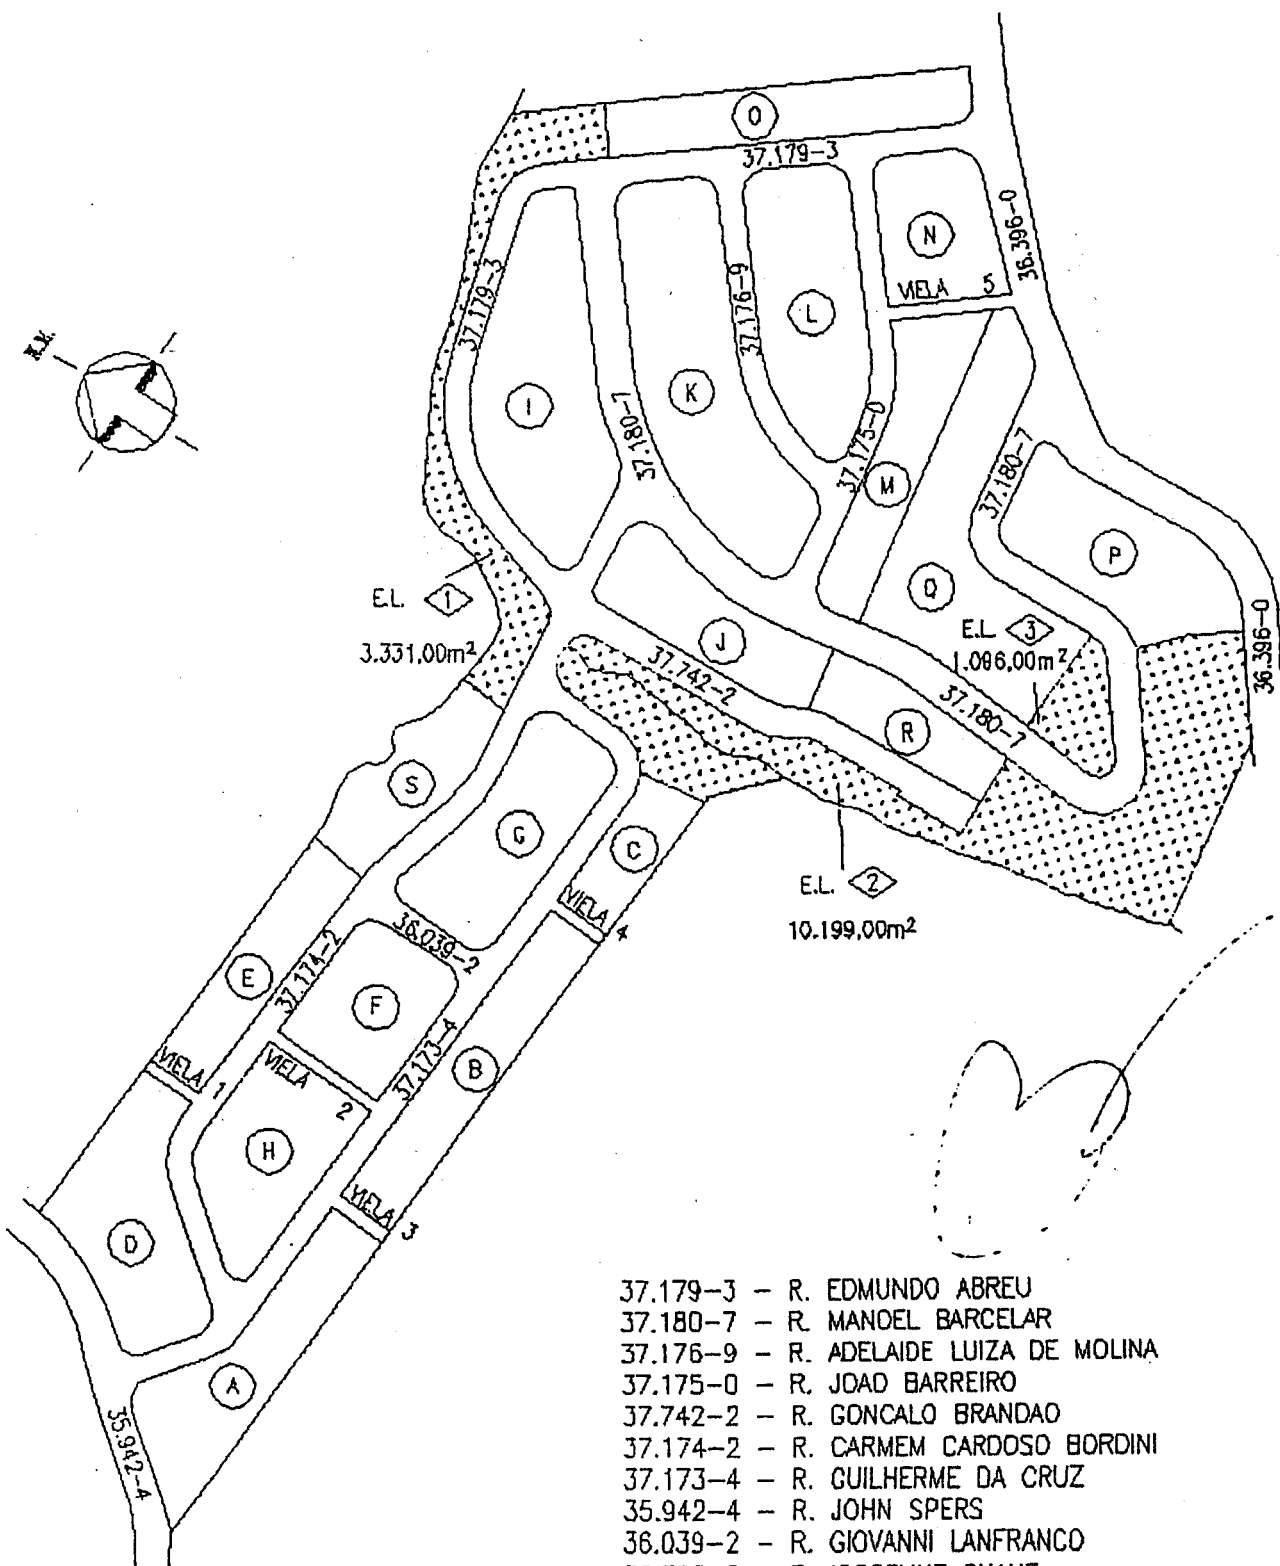 O
37.179-3
N
36.396-0
VIELA 5
37.179-3
37.176-9
L
I
K
37.180-7
37.175-0
M
37.180-7
P
Q
E.L. 1
3.331,00m²
E.L. 3
1.096,00m²
J
37.742-2
36.396-0
37.180-7
R
S
G
C
E.L. 2
10.199,00m²
VIELA 4
36.039-2
37.174-2
E
F
37.173-4
B
VIELA 1
VIELA 2
H
VIELA 3
D
A
35.942-4
37.179-3 - R. EDMUNDO ABREU
37.180-7 - R. MANOEL BARCELAR
37.176-9 - R. ADELAIDE LUIZA DE MOLINA
37.175-0 - R. JOAO BARREIRO
37.742-2 - R. GONCALO BRANDAO
37.174-2 - R. CARMEM CARDOSO BORDINI
37.173-4 - R. GUILHERME DA CRUZ
35.942-4 - R. JOHN SPERS
36.039-2 - R. GIOVANNI LANFRANCO